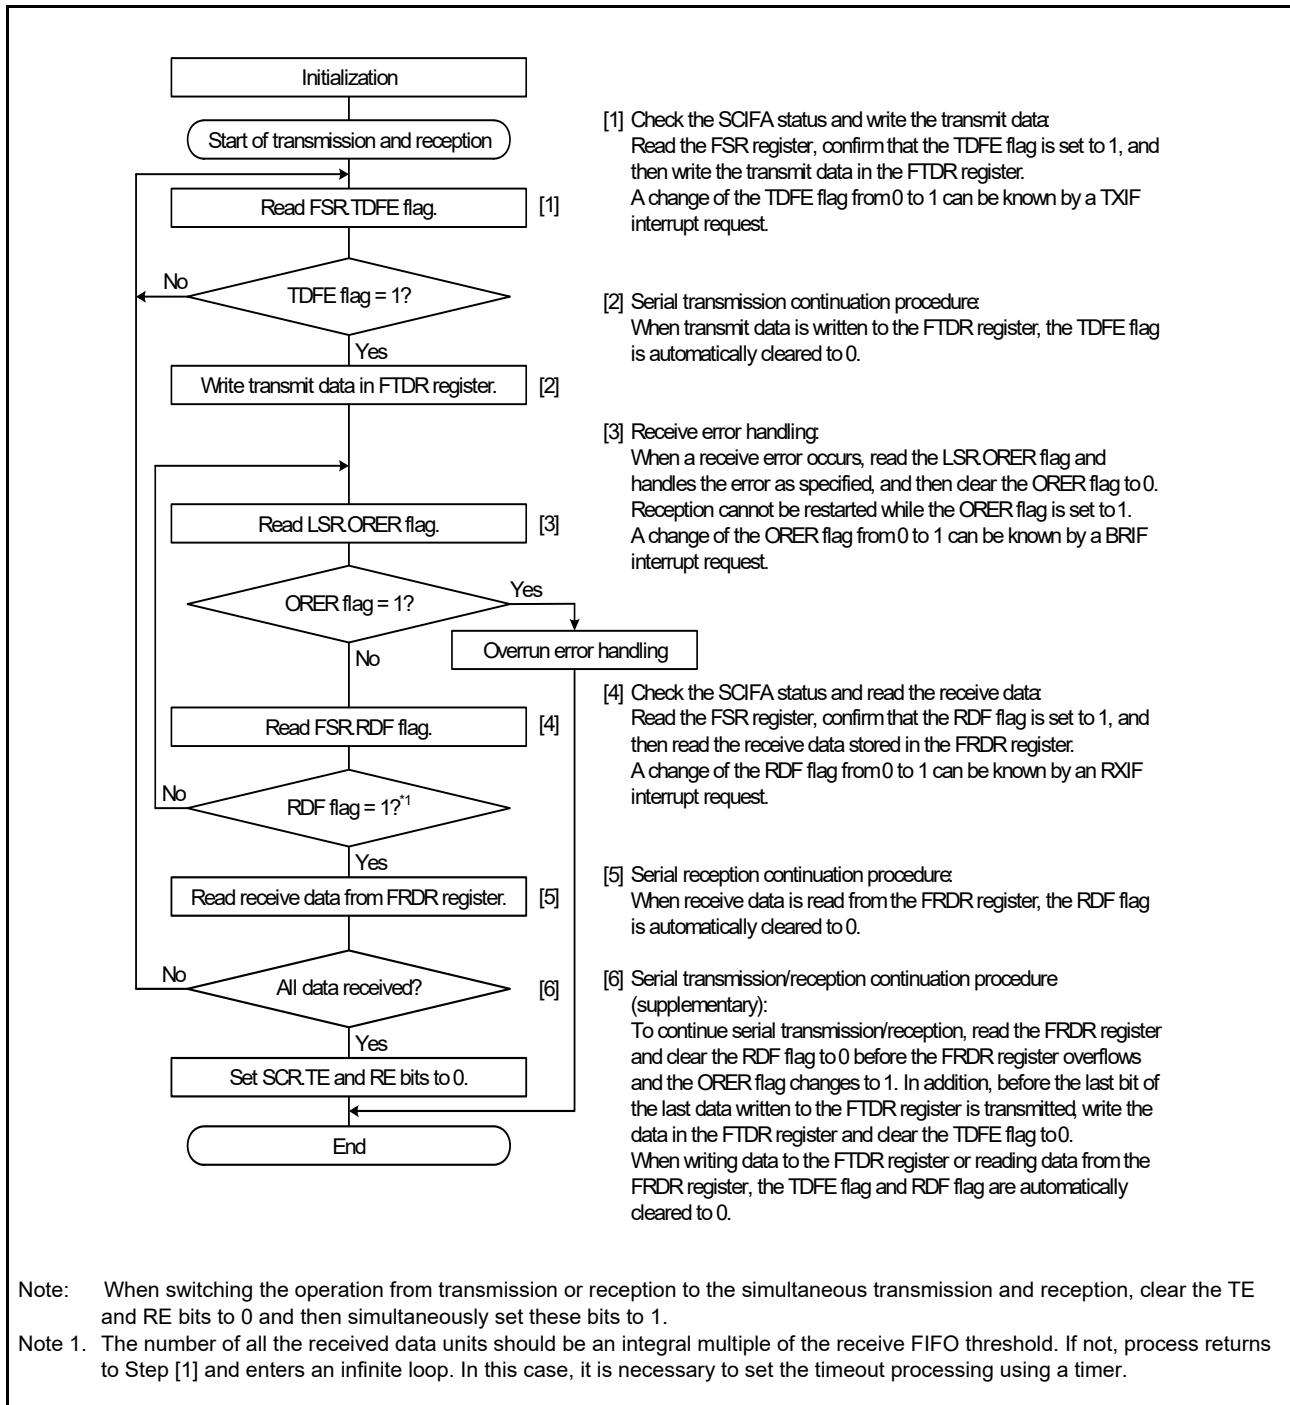 Initialization
Start of transmission and reception
Read FSR.TDFE flag.
[1]
No
TDFE flag = 1?
Yes
Write transmit data in FTDR register.
[2]
Read LSR.ORER flag.
[3]
ORER flag = 1?
Yes
Overrun error handling
No
Read FSR.RDF flag.
[4]
No
RDF flag = 1?*1
Yes
Read receive data from FRDR register.
[5]
No
All data received?
[6]
Yes
Set SCR.TE and RE bits to 0.
End
[1] Check the SCIFA status and write the transmit data:
Read the FSR register, confirm that the TDFE flag is set to 1, and
then write the transmit data in the FTDR register.
A change of the TDFE flag from 0 to 1 can be known by a TXIF
interrupt request.
[2] Serial transmission continuation procedure:
When transmit data is written to the FTDR register, the TDFE flag
is automatically cleared to 0.
[3] Receive error handling:
When a receive error occurs, read the LSR.ORER flag and
handles the error as specified, and then clear the ORER flag to 0.
Reception cannot be restarted while the ORER flag is set to 1.
A change of the ORER flag from 0 to 1 can be known by a BRIF
interrupt request.
[4] Check the SCIFA status and read the receive data:
Read the FSR register, confirm that the RDF flag is set to 1, and
then read the receive data stored in the FRDR register.
A change of the RDF flag from 0 to 1 can be known by an RXIF
interrupt request.
[5] Serial reception continuation procedure:
When receive data is read from the FRDR register, the RDF flag
is automatically cleared to 0.
[6] Serial transmission/reception continuation procedure
(supplementary):
To continue serial transmission/reception, read the FRDR register
and clear the RDF flag to 0 before the FRDR register overflows
and the ORER flag changes to 1. In addition, before the last bit of
the last data written to the FTDR register is transmitted, write the
data in the FTDR register and clear the TDFE flag to 0.
When writing data to the FTDR register or reading data from the
FRDR register, the TDFE flag and RDF flag are automatically
cleared to 0.
Note: When switching the operation from transmission or reception to the simultaneous transmission and reception, clear the TE
and RE bits to 0 and then simultaneously set these bits to 1.
Note 1. The number of all the received data units should be an integral multiple of the receive FIFO threshold. If not, process returns
to Step [1] and enters an infinite loop. In this case, it is necessary to set the timeout processing using a timer.